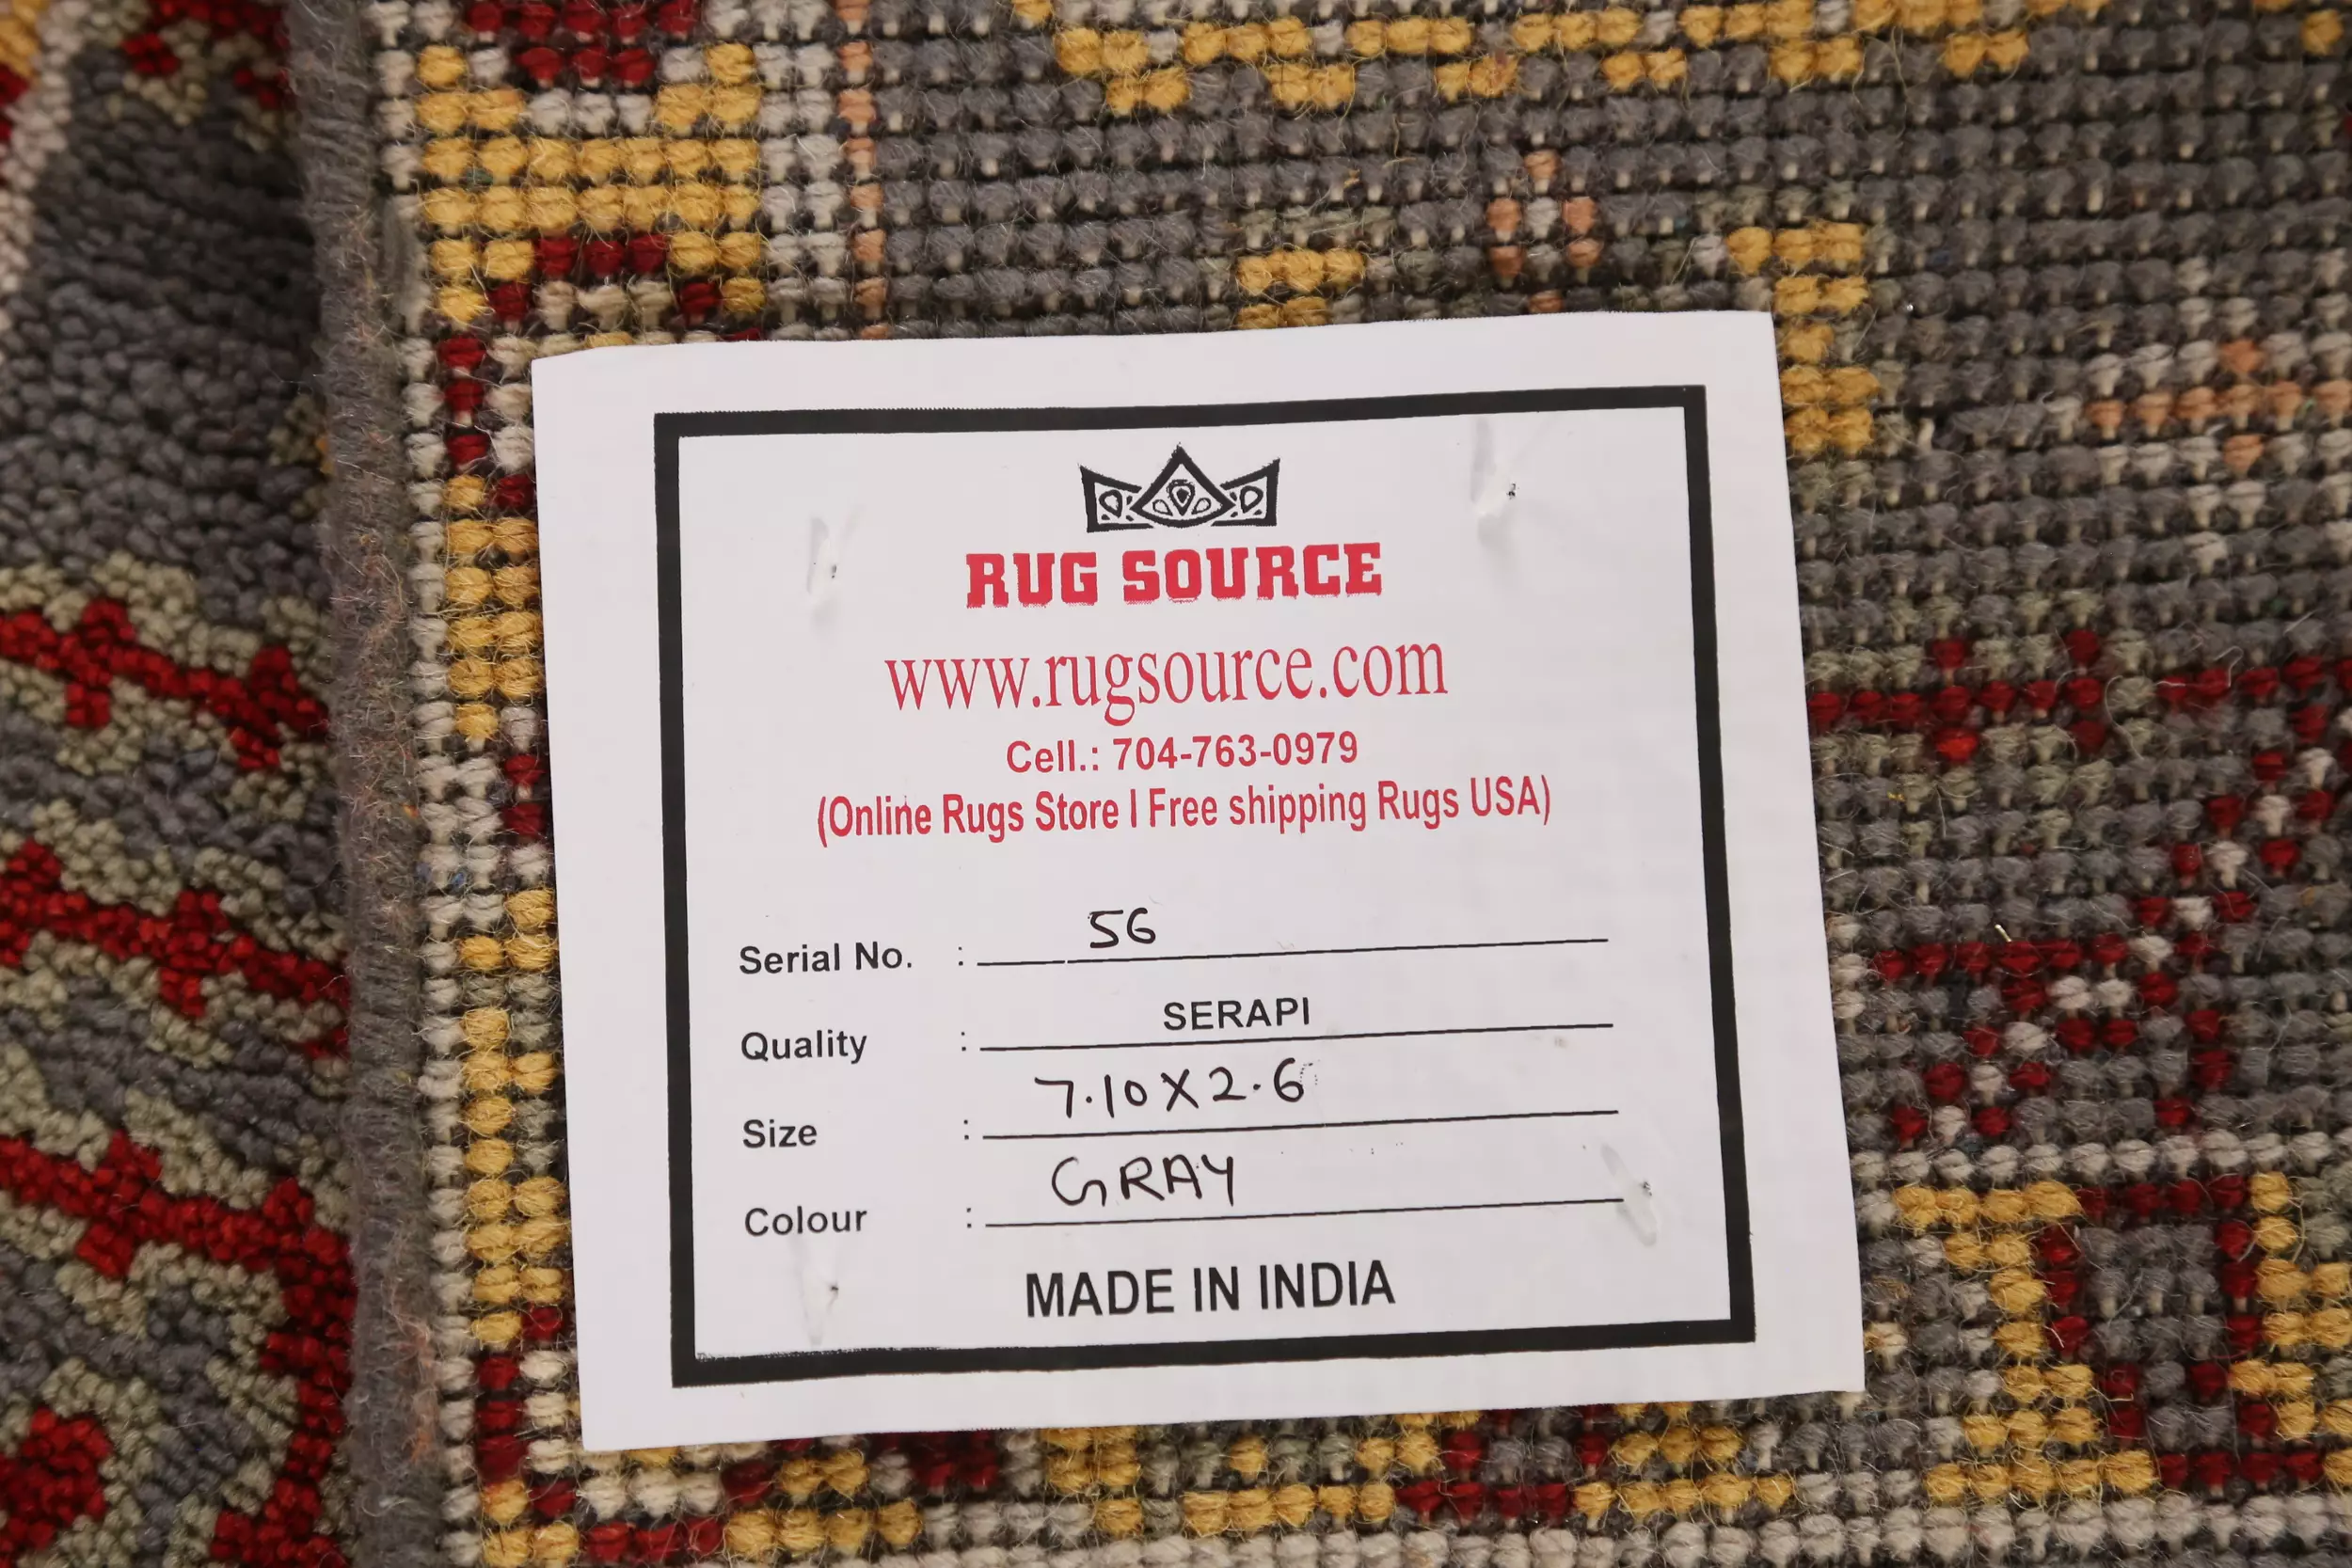 RUG SOURCE
www.rugsource.com
Cell.: 704-763-0979
(Online Rugs Store | Free shipping Rugs USA)
Serial No. : 56
Quality : SERAPI
Size : 7.10X2.6
Colour : GRAY
MADE IN INDIA